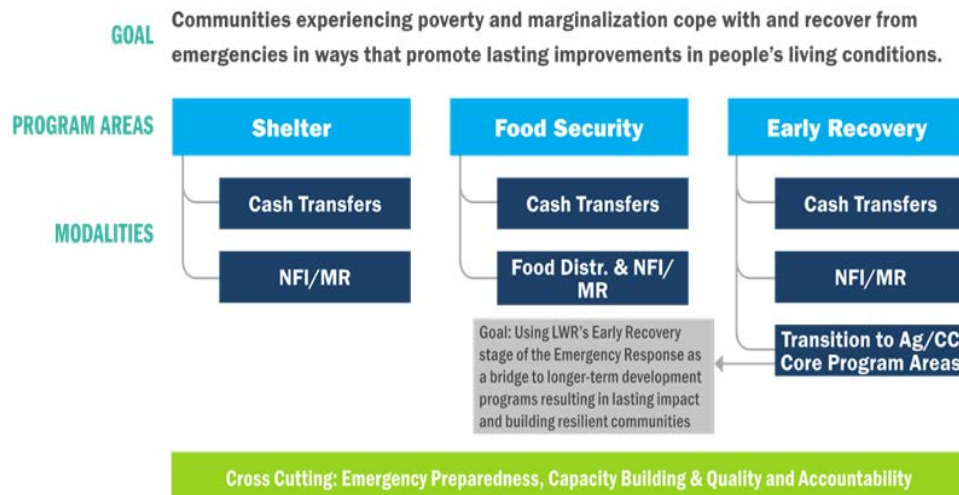 GOAL
Communities experiencing poverty and marginalization cope with and recover from
emergencies in ways that promote lasting improvements in people's living conditions.
PROGRAM AREAS
Shelter
Food Security
Early Recovery
MODALITIES
Cash Transfers
Cash Transfers
Cash Transfers
NFI/MR
Food Distr. & NFI/
MR
NFI/MR
Goal: Using LWR's Early Recovery
stage of the Emergency Response as
a bridge to longer-term development
programs resulting in lasting impact
and building resilient communities
Transition to Ag/CC
Core Program Areas
Cross Cutting: Emergency Preparedness, Capacity Building & Quality and Accountability